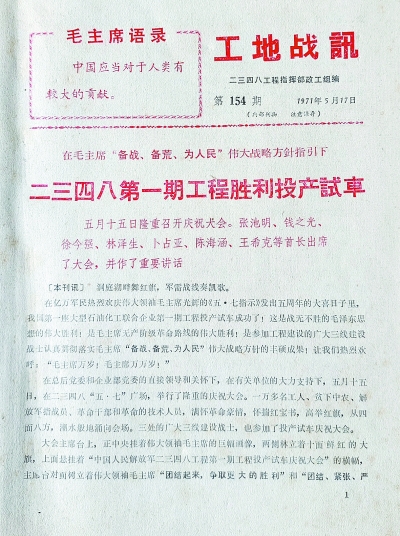 毛主席语录
中国应当对于人类有
较大的贡献。
工地战訊
二三四八工程指挥部政工组编
第 154 期 1971年5月17日
（内部刊物 注意保存）
在毛主席“备战、备荒、为人民”伟大战略方針指引下
二三四八第一期工程胜利投产試車
五月十五日隆重召开庆祝大会。张池明、钱之光、
徐今强、林泽生、卜占亚、陈海涵、王希克等首长出席
了大会，并作了重要讲话
〔本刊讯〕洞庭湖畔舞红旗，军雷战线奏凯歌。
在亿万军民热烈欢庆伟大领袖毛主席光辉的《五·七指示》发出五周年的大喜日子里，
我国第一座大型石油化工联合企业第一期工程投产试车成功了！这是战无不胜的毛泽东思
想的伟大胜利！是毛主席无产阶级革命路线的伟大胜利！是参加工程建设的广大三线建设
战士认真贯彻落实毛主席“备战、备荒、为人民”伟大战略方针的丰硕成果！让我们热烈欢
呼：“毛主席万岁！毛主席万万岁！”
在总后党委和企业部党委的直接领导和关怀下，在有关单位的大力支持下，五月十五
日，在二三四八“五·七”广场，举行了隆重的庆祝大会。一万多名工人、贫下中农、解
放军指战员、革命干部和革命的技术人员，满怀革命豪情，怀揣红宝书，高举红旗，从四
面八方，潮水般地涌向会场。三处的广大三线建设战士，也参加了投产试车庆祝大会。
大会主席台上，正中央挂着伟大领袖毛主席的巨幅画像，两侧林立着十面鲜红的大
旗，上面悬挂着“中国人民解放军二三四八工程第一期工程投产试车庆祝大会”的横幅，
主席台对面树立着伟大领袖毛主席“团结起来，争取更大的胜利”和“团结、紧张、严
1